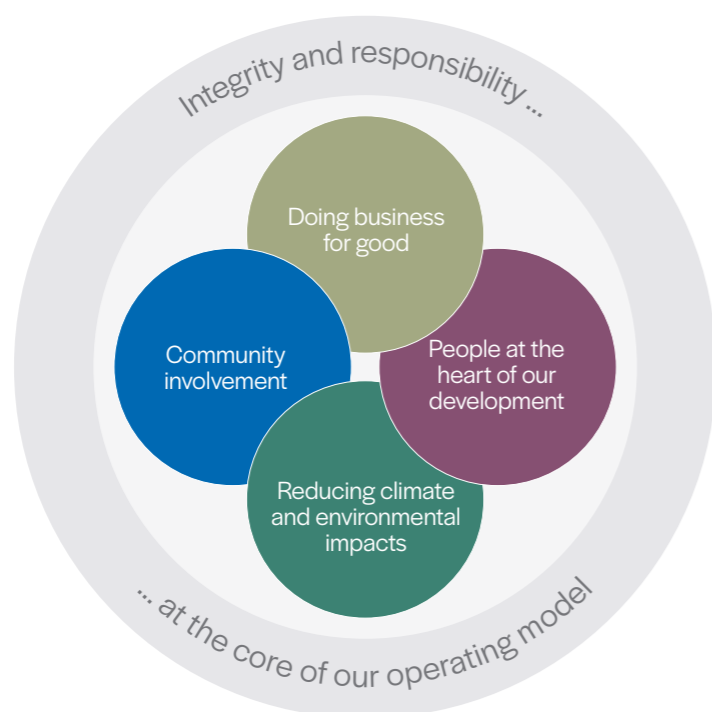 Integrity and responsibility ...
Doing business
for good
Community
involvement
People at the
heart of our
development
Reducing climate
and environmental
impacts
... at the core of our operating model